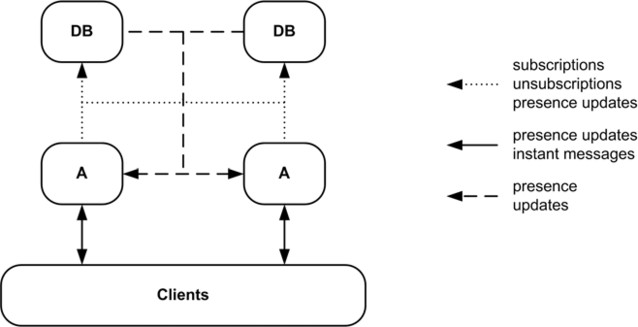 DB
DB
subscriptions
unsubscriptions
presence updates
presence updates
instant messages
A
A
presence
updates
Clients